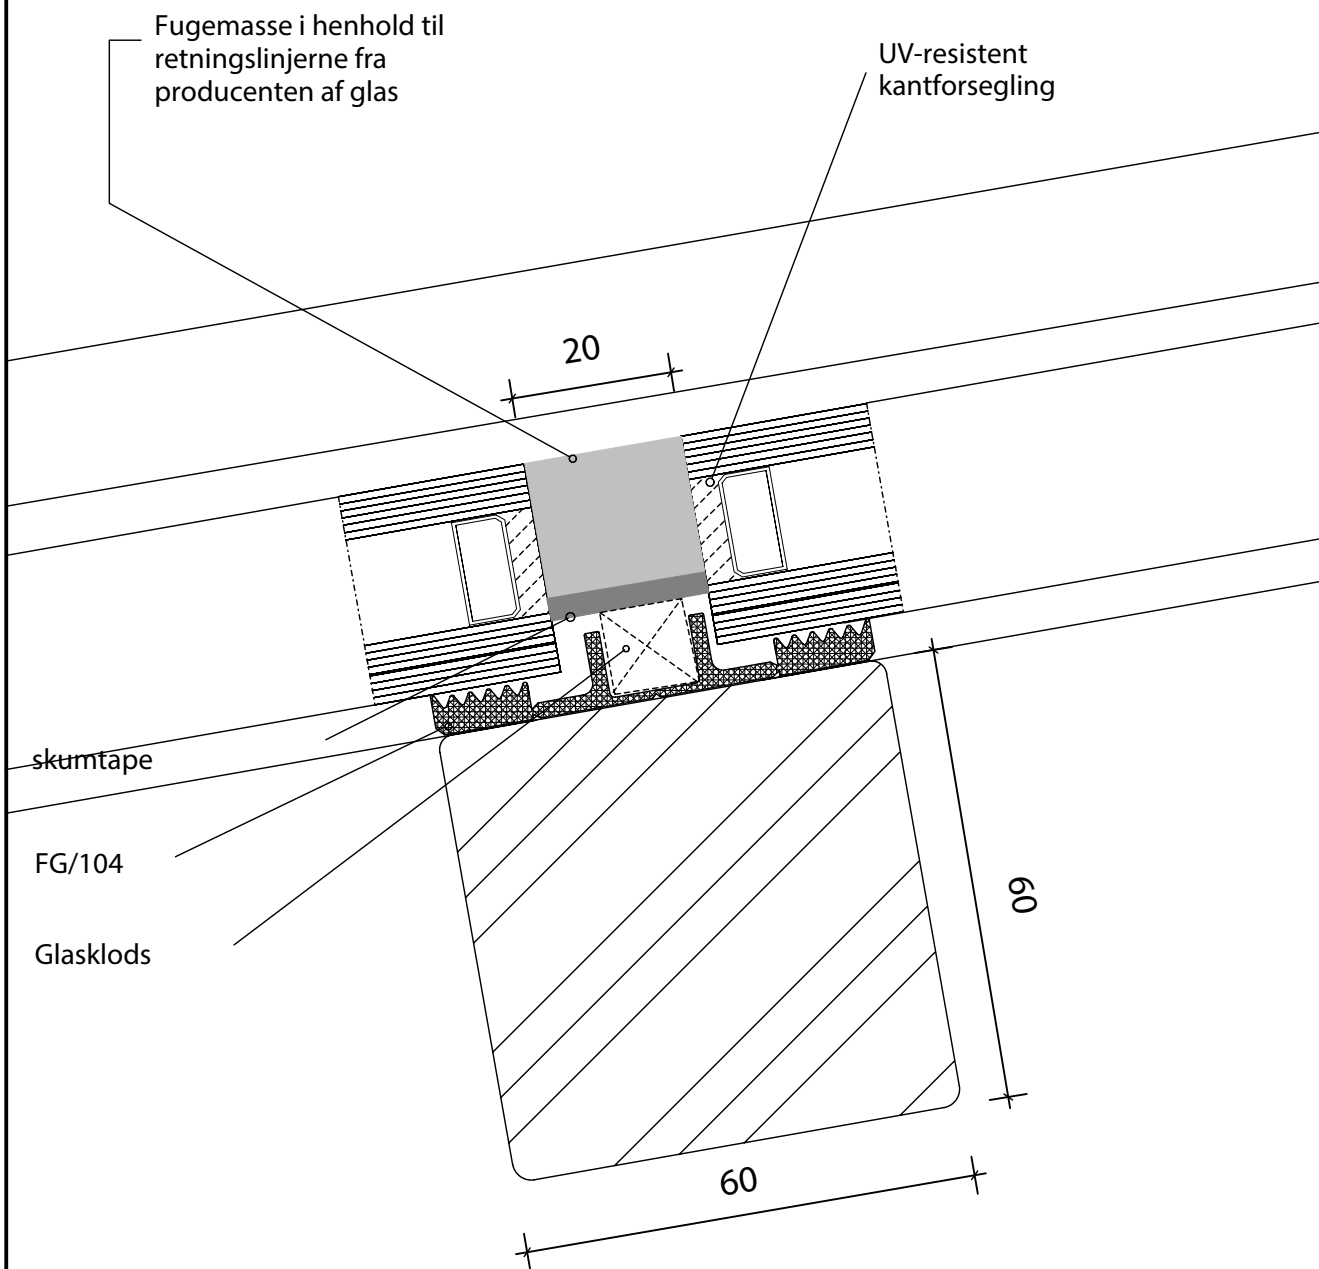 Fugemasse i henhold til
retningslinjerne fra
producenten af glas
UV-resistent
kantforsegling
20
skumtape
FG/104
Glasklods
60
60